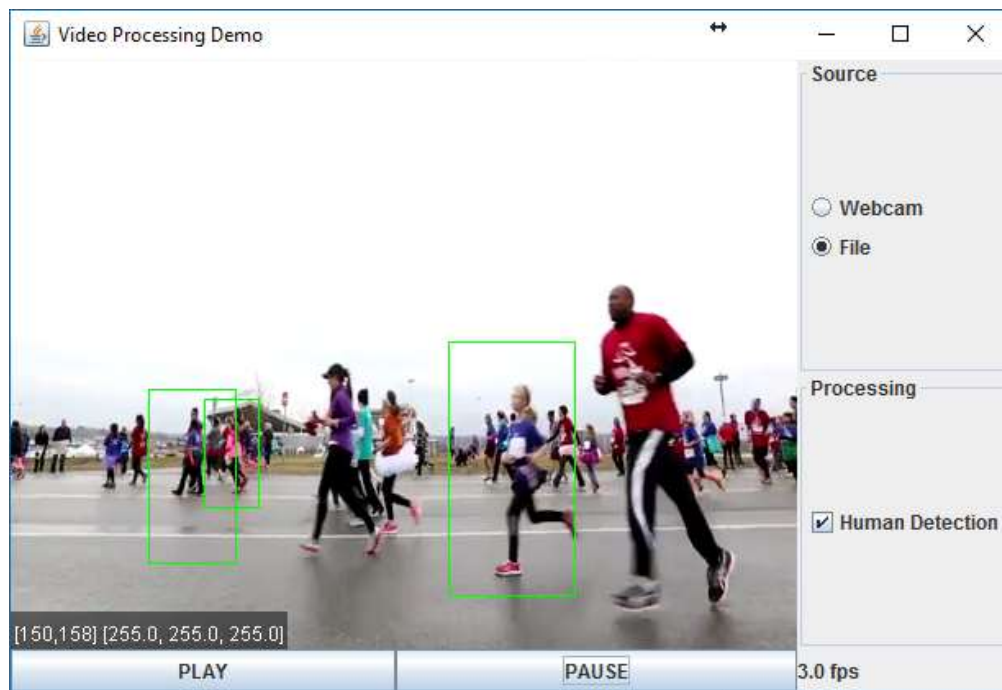 Video Processing Demo
Source
Webcam
File
Processing
Human Detection
[150,158] [255.0, 255.0, 255.0]
PLAY
PAUSE
3.0 fps